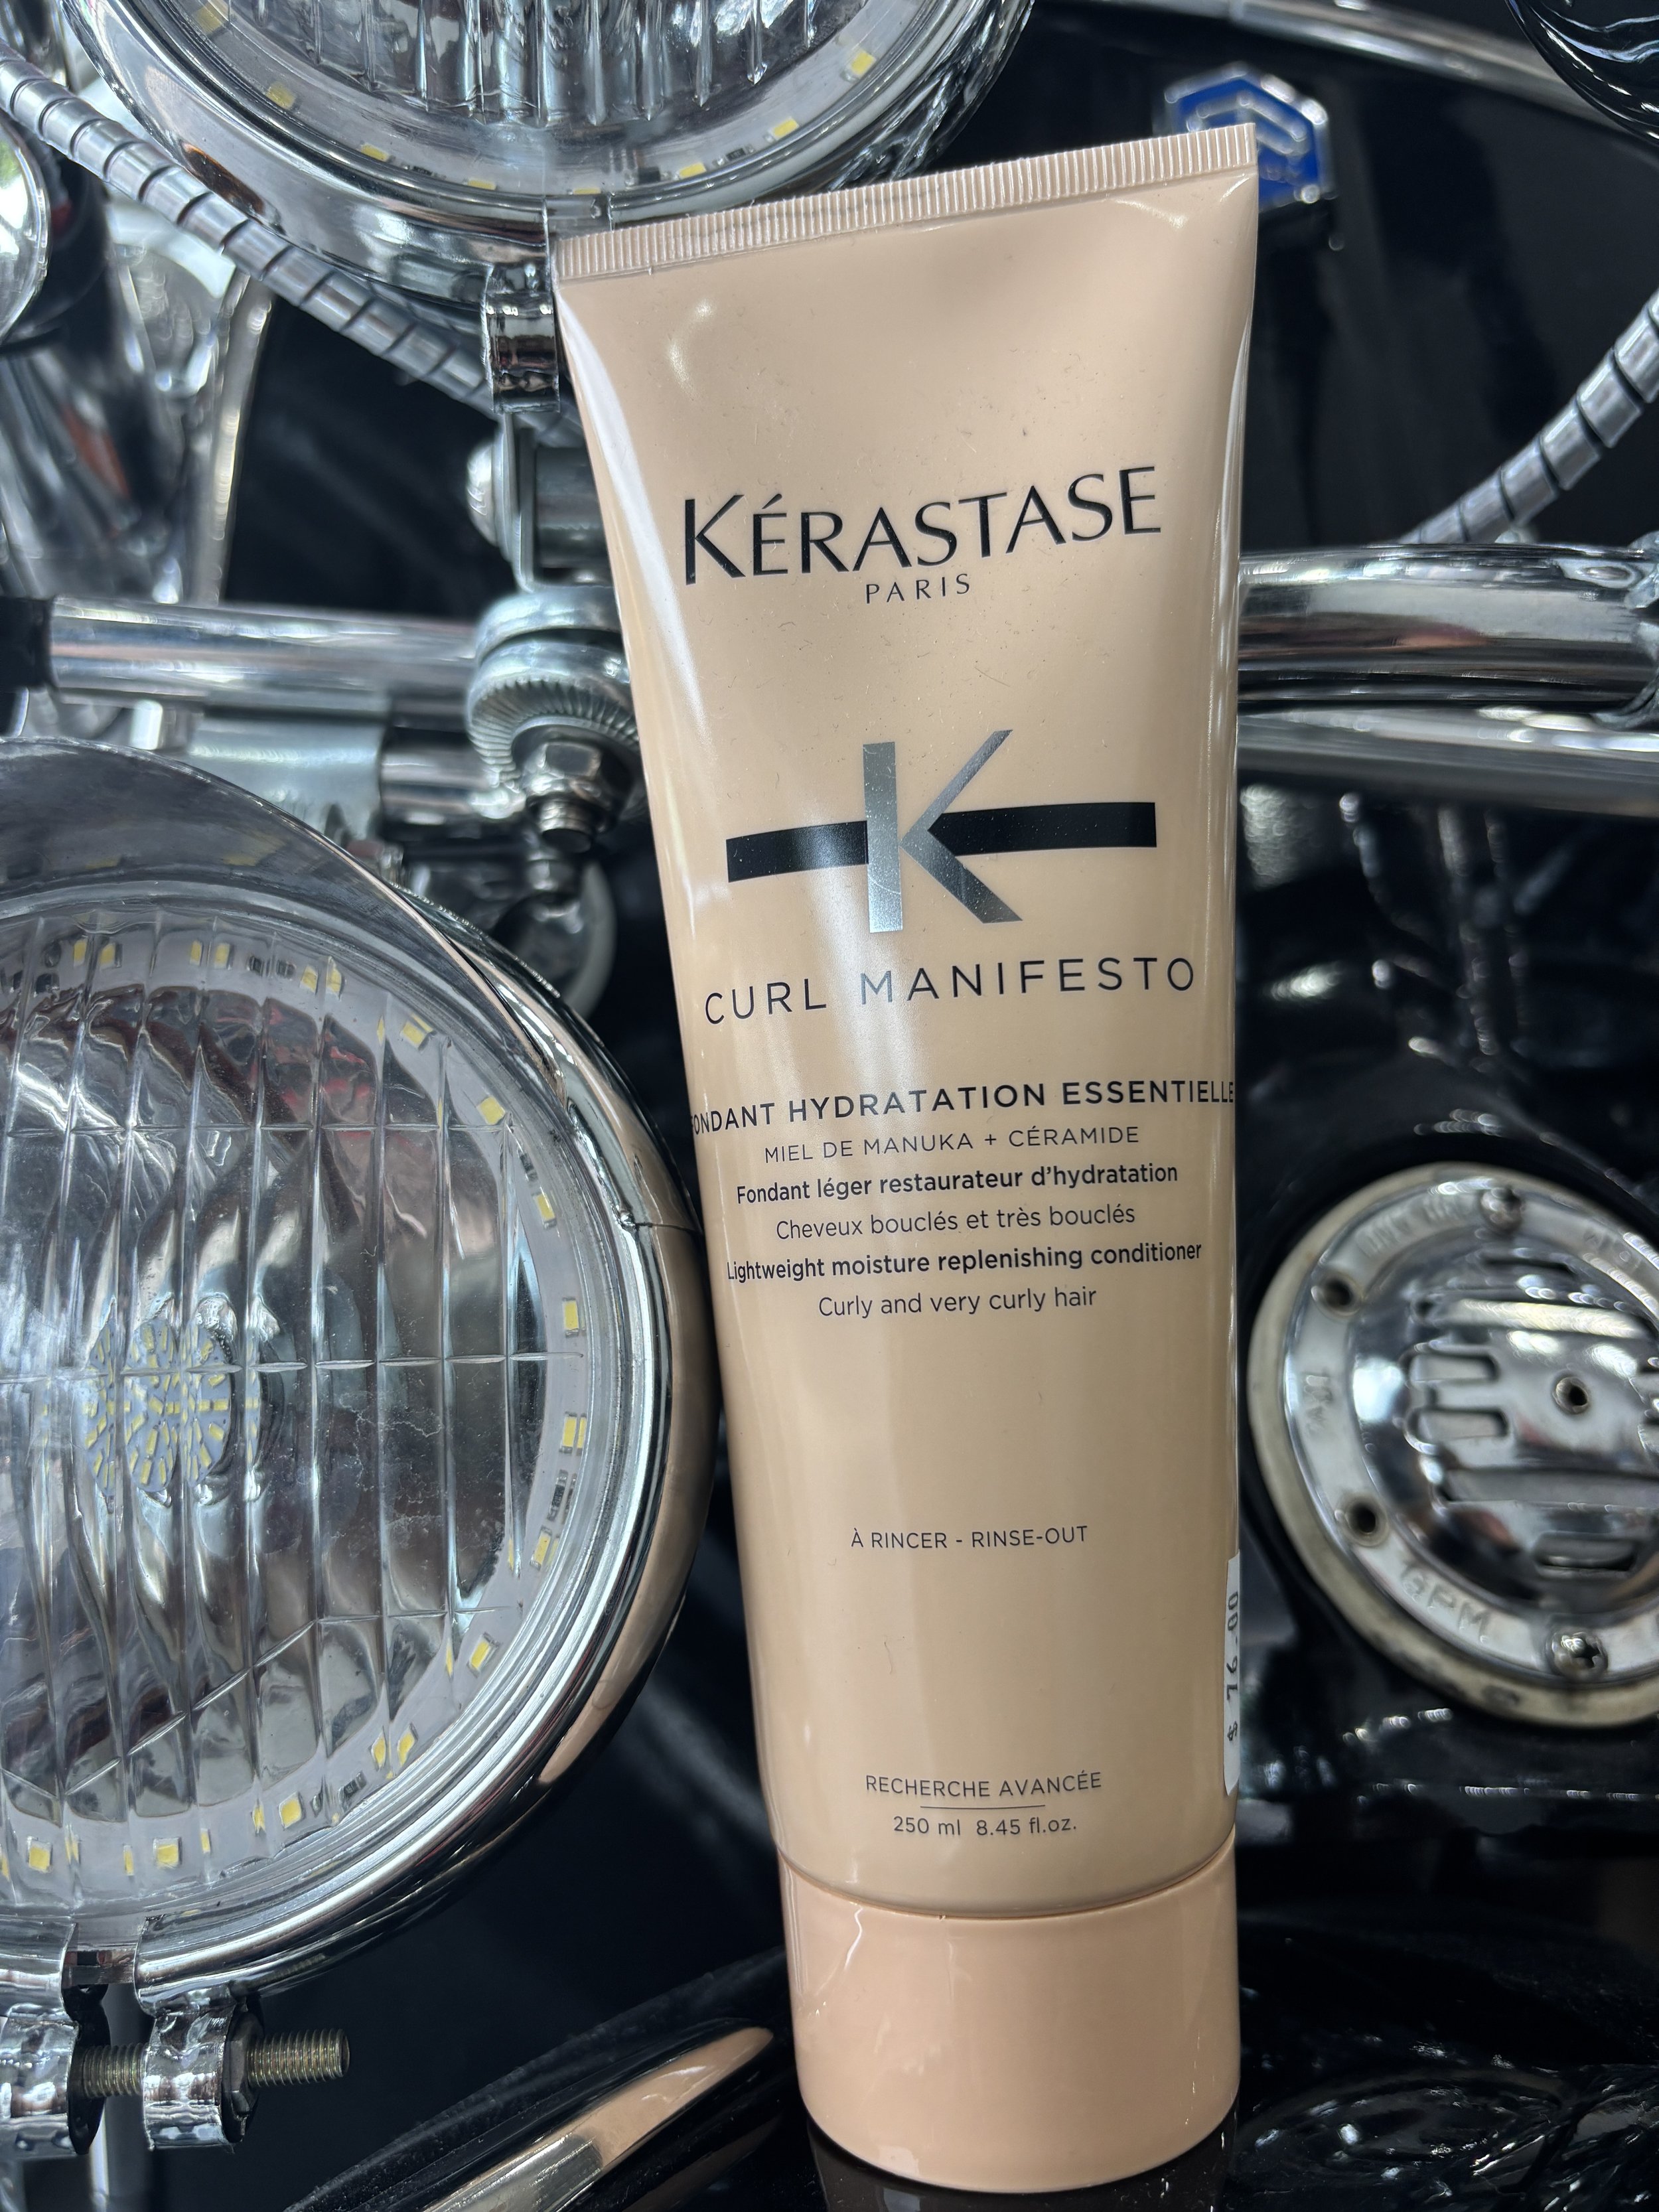 KÉRASTASE
PARIS
K
CURL MANIFESTO
FONDANT HYDRATATION ESSENTIELLE
MIEL DE MANUKA + CÉRAMIDE
Fondant léger restaurateur d'hydratation
Cheveux bouclés et très bouclés
Lightweight moisture replenishing conditioner
Curly and very curly hair
À RINCER - RINSE-OUT
RECHERCHE AVANCÉE
250 ml 8.45 fl.oz.